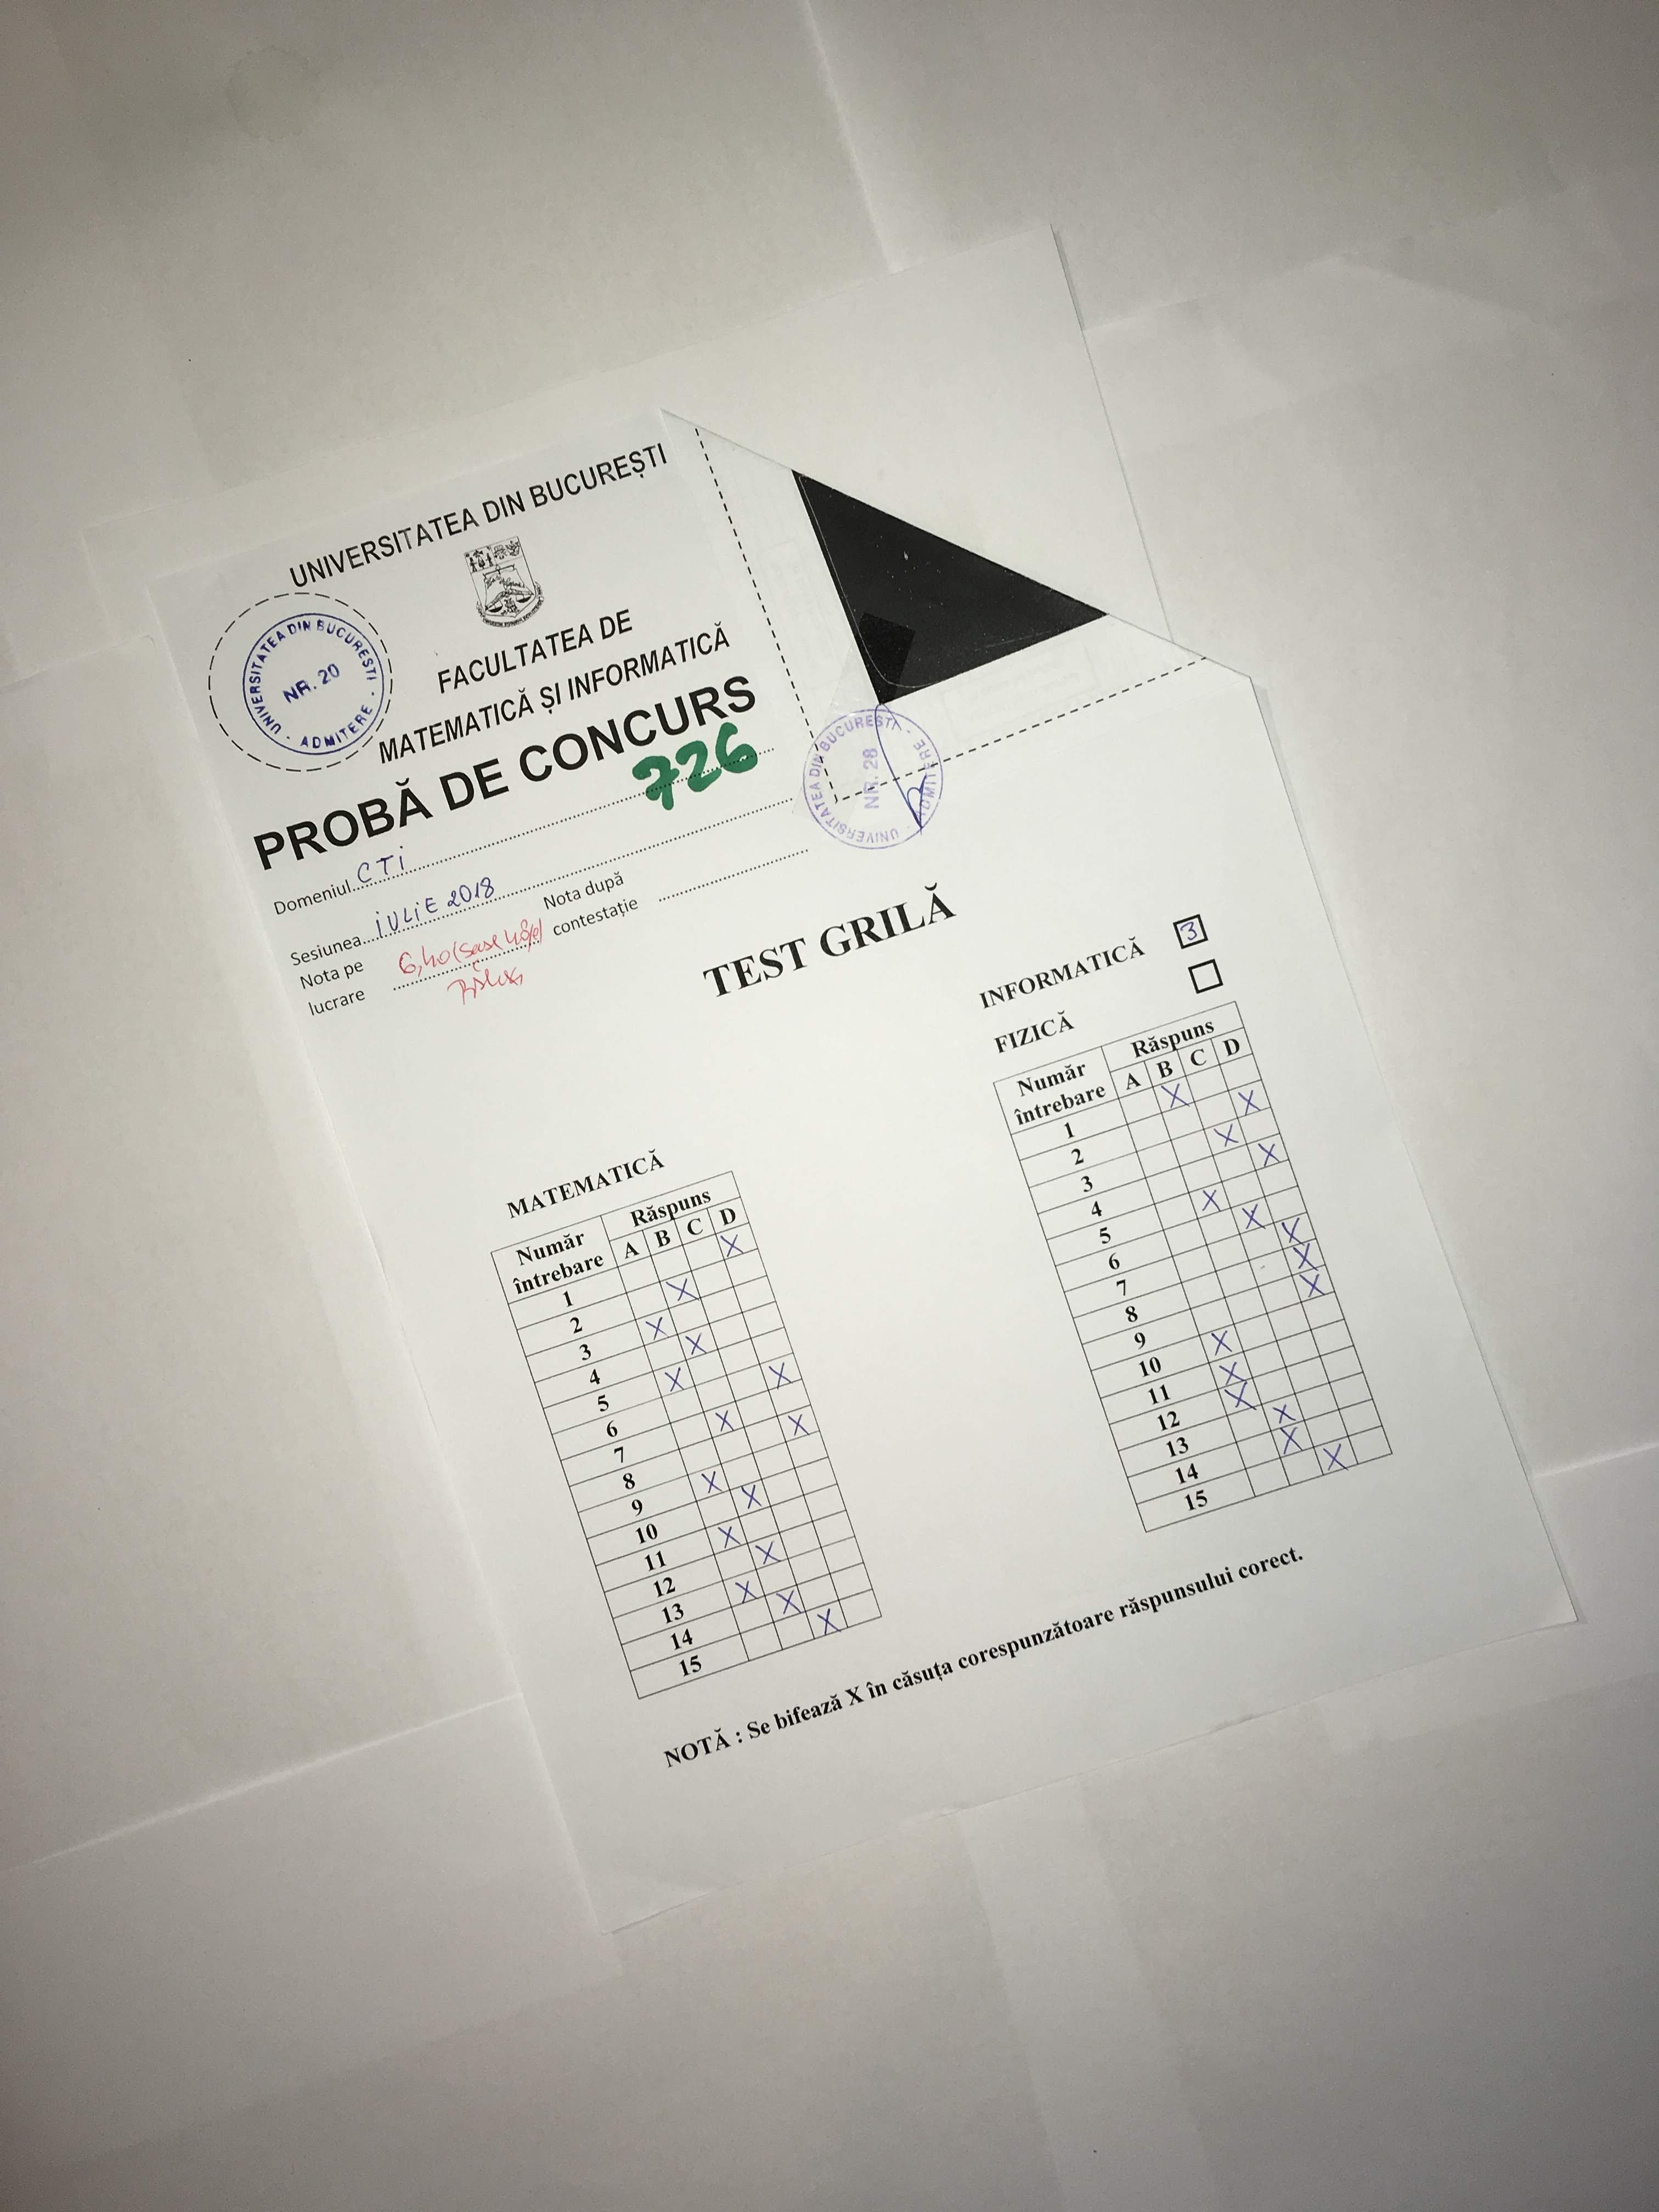 UNIVERSITATEA DIN BUCUREȘTI
UNIVERSITATEA DIN BUCURESTI · ADMITERE ·
NR. 20
FACULTATEA DE
MATEMATICĂ ȘI INFORMATICĂ
PROBĂ DE CONCURS
726
Domeniul CTI
Sesiunea IULIE 2018
Nota pe lucrare 6,40 (șase 40%)
Nota după contestație
UNIVERSITATEA DIN BUCURESTI · ADMITERE ·
NR. 28
TEST GRILĂ
INFORMATICĂ 3
FIZICĂ
MATEMATICĂ
Număr întrebare Răspuns
A B C D
1 X
2 X
3 X
4 X
5 X
6 X
7 X
8 X
9 X
10 X
11 X
12 X
13 X
14 X
15 X
Număr întrebare Răspuns
A B C D
1 X
2 X
3 X
4 X
5 X
6 X
7 X
8 X
9 X
10 X
11 X
12 X
13 X
14 X
15 X
NOTĂ : Se bifează X în căsuța corespunzătoare răspunsului corect.